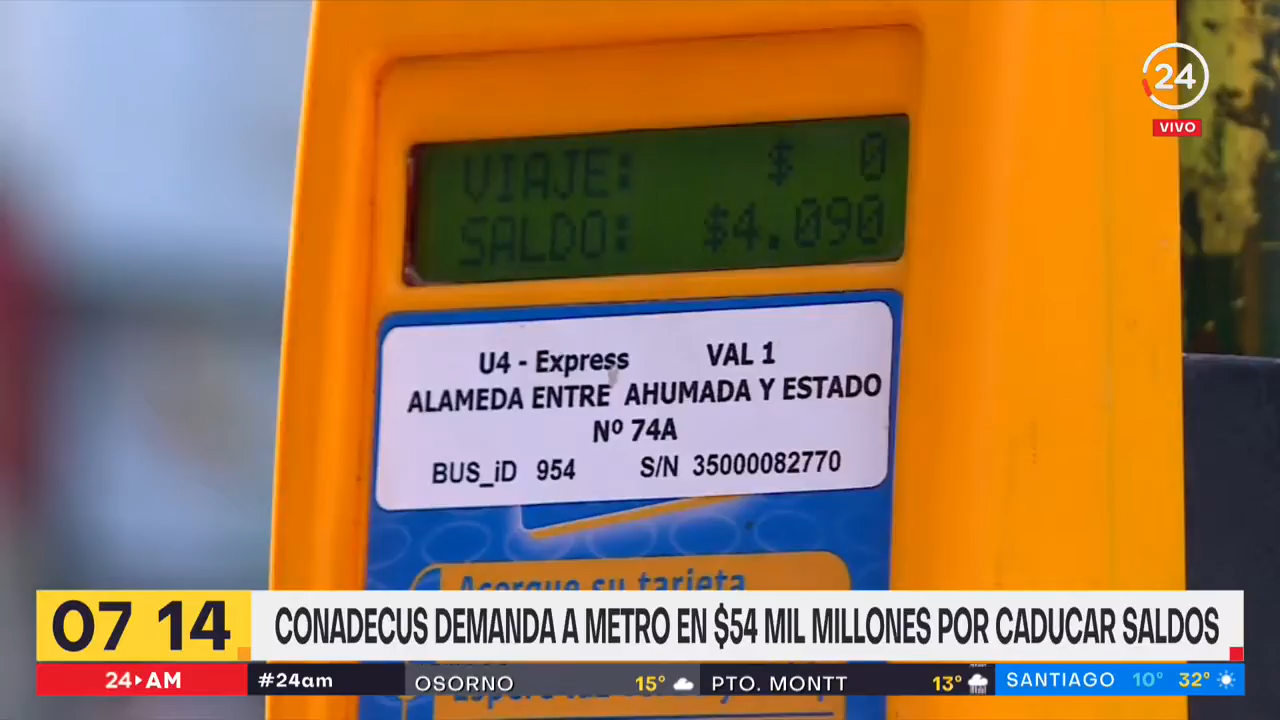 24
VIVO
VIAJE: $ 0
SALDO: $4.090
U4 - Express VAL 1
ALAMEDA ENTRE AHUMADA Y ESTADO
Nº 74A
BUS_iD 954 S/N 35000082770
Acerque su tarjeta
07 14
CONADECUS DEMANDA A METRO EN $54 MIL MILLONES POR CADUCAR SALDOS
24 AM #24am OSORNO 15° PTO. MONTT 13° SANTIAGO 10° 32°